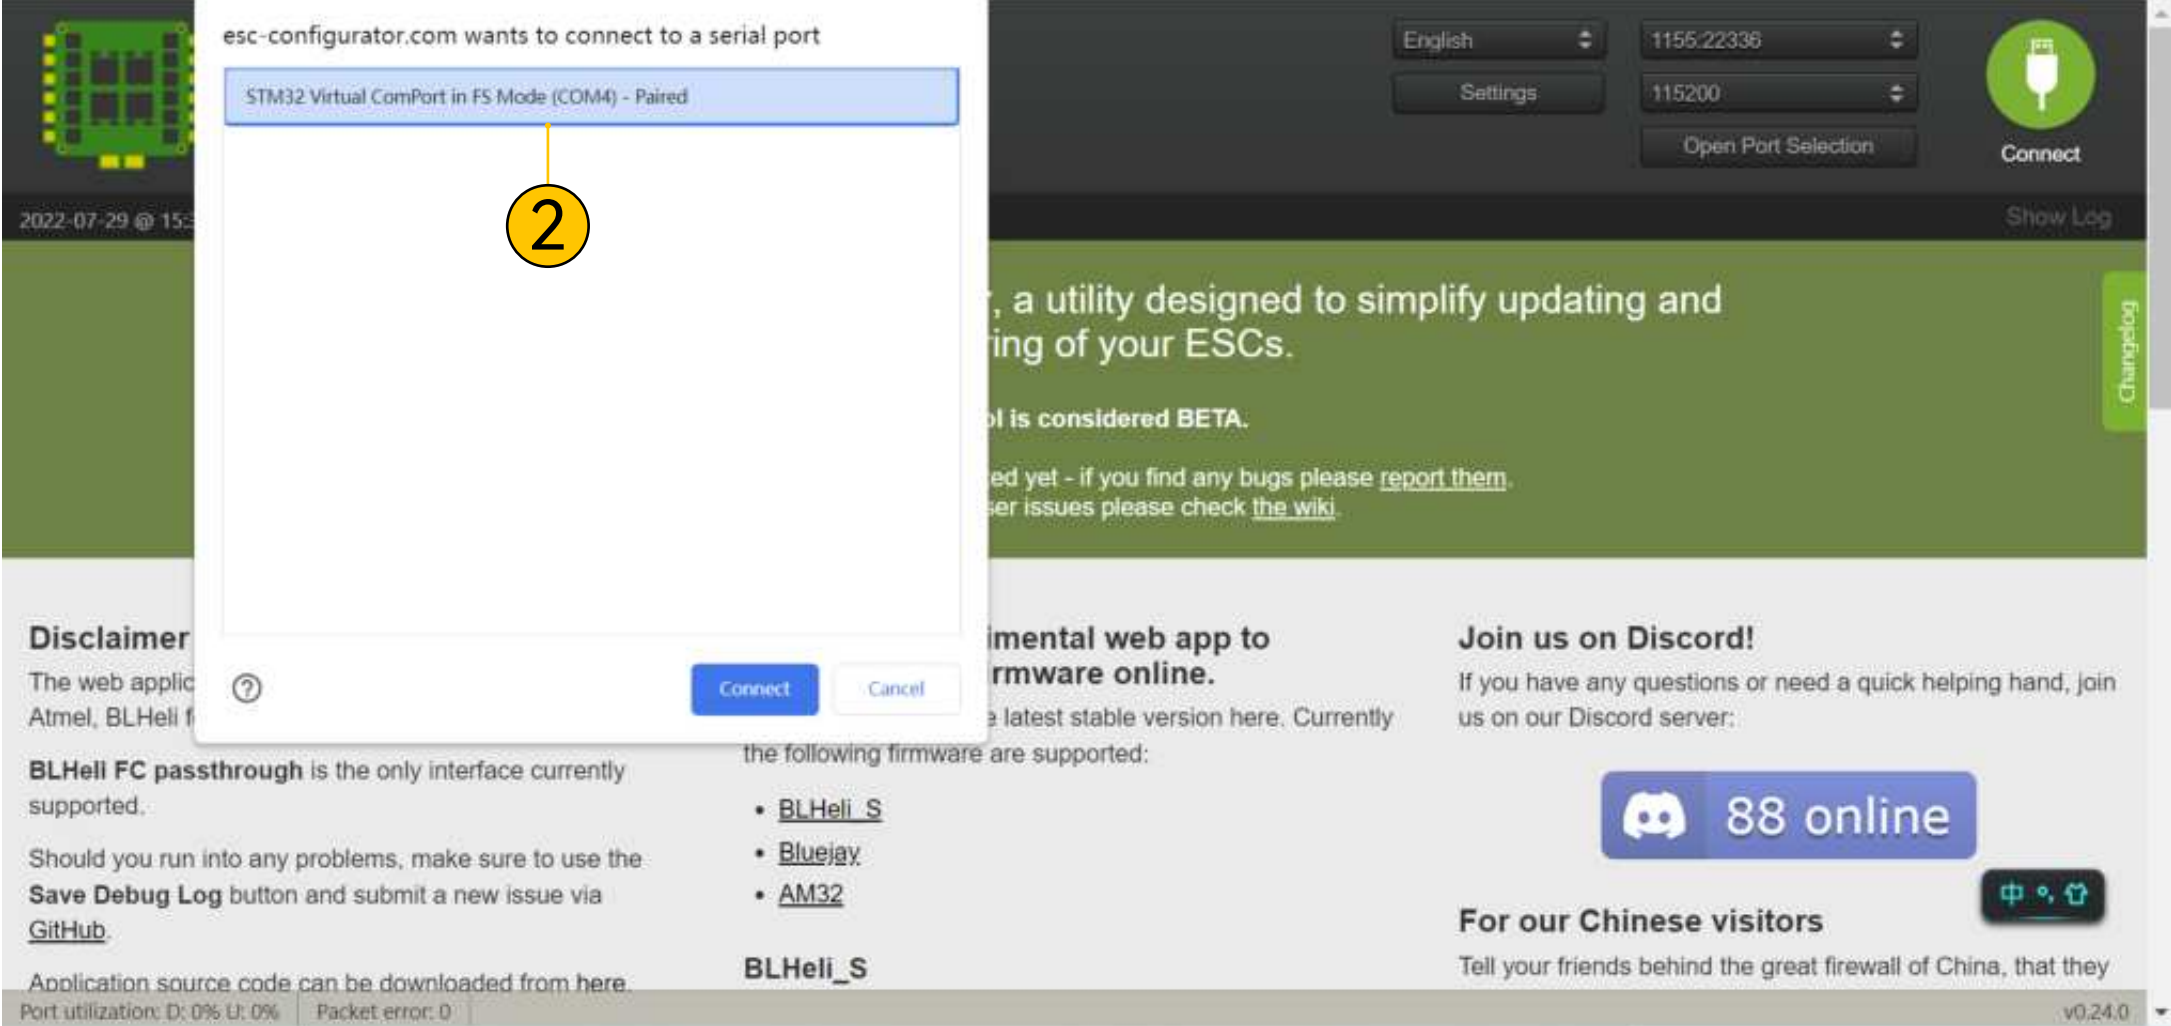 esc-configurator.com wants to connect to a serial port
STM32 Virtual ComPort in FS Mode (COM4) - Paired
2
Connect
Cancel
English
1155:22336
Settings
115200
Open Port Selection
Connect
2022-07-29 @ 15:
Show Log
, a utility designed to simplify updating and
ing of your ESCs.
ol is considered BETA.
ed yet - if you find any bugs please report them.
ser issues please check the wiki.
Changelog
Disclaimer
The web applic
Atmel, BLHeli f
BLHeli FC passthrough is the only interface currently
supported.
Should you run into any problems, make sure to use the
Save Debug Log button and submit a new issue via
GitHub.
Application source code can be downloaded from here.
imental web app to
rmware online.
e latest stable version here. Currently
the following firmware are supported:
• BLHeli_S
• Bluejay
• AM32
BLHeli_S
Join us on Discord!
If you have any questions or need a quick helping hand, join
us on our Discord server:
88 online
中
For our Chinese visitors
Tell your friends behind the great firewall of China, that they
Port utilization: D: 0% U: 0%
Packet error: 0
v0.24.0